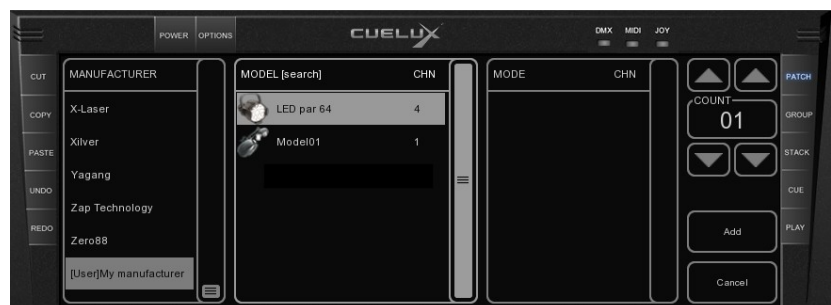 POWER OPTIONS CUELUX DMX MIDI JOY
CUT
COPY
PASTE
UNDO
REDO
MANUFACTURER
X-Laser
Xilver
Yagang
Zap Technology
Zero88
[User]My manufacturer
MODEL [search] CHN
LED par 64 4
Model01 1
MODE CHN
COUNT
01
Add
Cancel
PATCH
GROUP
STACK
CUE
PLAY